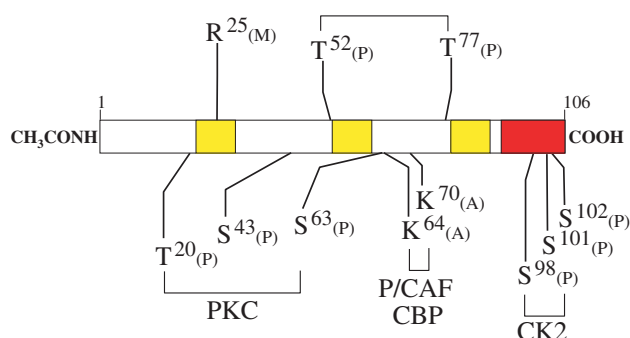 R25(M)
T52(P)
T77(P)
1
106
CH3CONH
COOH
K70(A)
S63(P)
K64(A)
S43(P)
T20(P)
S102(P)
S101(P)
S98(P)
PKC
P/CAF
CBP
CK2